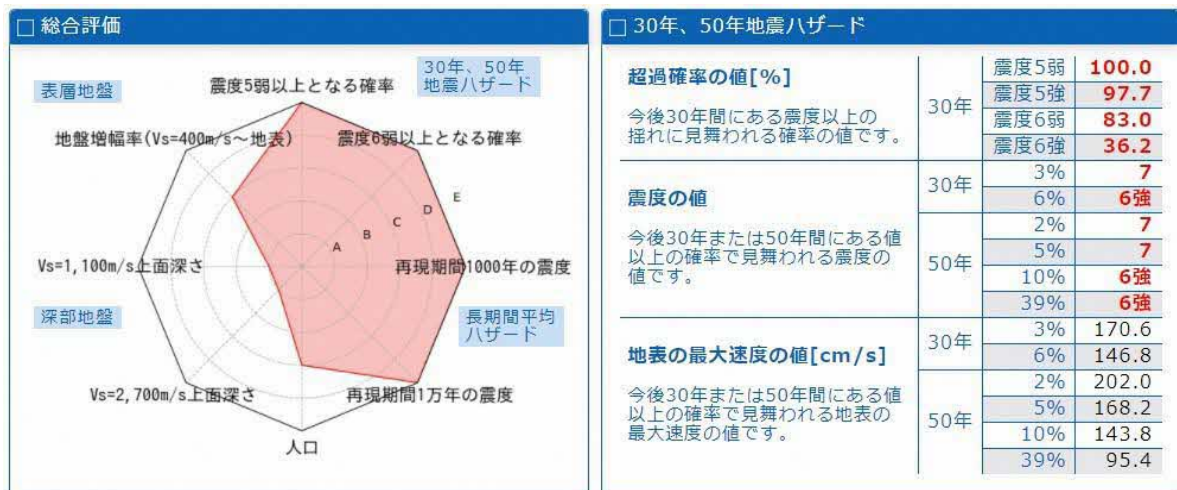 □ 総合評価
表層地盤
30年、50年
地震ハザード
震度5弱以上となる確率
地盤増幅率(Vs=400m/s～地表)
震度6弱以上となる確率
E
D
C
B
A
Vs=1,100m/s上面深さ
再現期間1000年の震度
深部地盤
長期間平均
ハザード
Vs=2,700m/s上面深さ
再現期間1万年の震度
人口
□ 30年、50年地震ハザード
超過確率の値[%]
今後30年間にある震度以上の
揺れに見舞われる確率の値です。
30年
震度5弱 100.0
震度5強 97.7
震度6弱 83.0
震度6強 36.2
震度の値
今後30年または50年間にある値
以上の確率で見舞われる震度の
値です。
30年
3% 7
6% 6強
50年
2% 7
5% 7
10% 6強
39% 6強
地表の最大速度の値[cm/s]
今後30年または50年間にある値
以上の確率で見舞われる地表の
最大速度の値です。
30年
3% 170.6
6% 146.8
50年
2% 202.0
5% 168.2
10% 143.8
39% 95.4